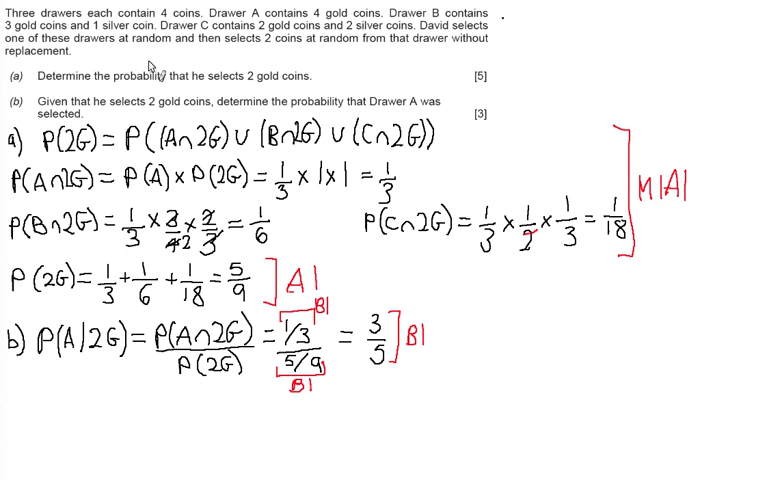 Three drawers each contain 4 coins. Drawer A contains 4 gold coins. Drawer B contains
3 gold coins and 1 silver coin. Drawer C contains 2 gold coins and 2 silver coins. David selects
one of these drawers at random and then selects 2 coins at random from that drawer without
replacement.
(a) Determine the probability that he selects 2 gold coins. [5]
(b) Given that he selects 2 gold coins, determine the probability that Drawer A was
selected. [3]
a) P(2G) = P((A∩2G) ∪ (B∩2G) ∪ (C∩2G))
P(A∩2G) = P(A) × P(2G) = 1/3 × 1 × 1 = 1/3
P(B∩2G) = 1/3 × 3/4 2 × 2/3 = 1/6 P(C∩2G) = 1/3 × 1/2 × 1/3 = 1/18 M1A1
P(2G) = 1/3 + 1/6 + 1/18 = 5/9 A1
B1
b) P(A|2G) = P(A∩2G)/P(2G) = 1/3 / 5/9 = 3/5 B1
B1